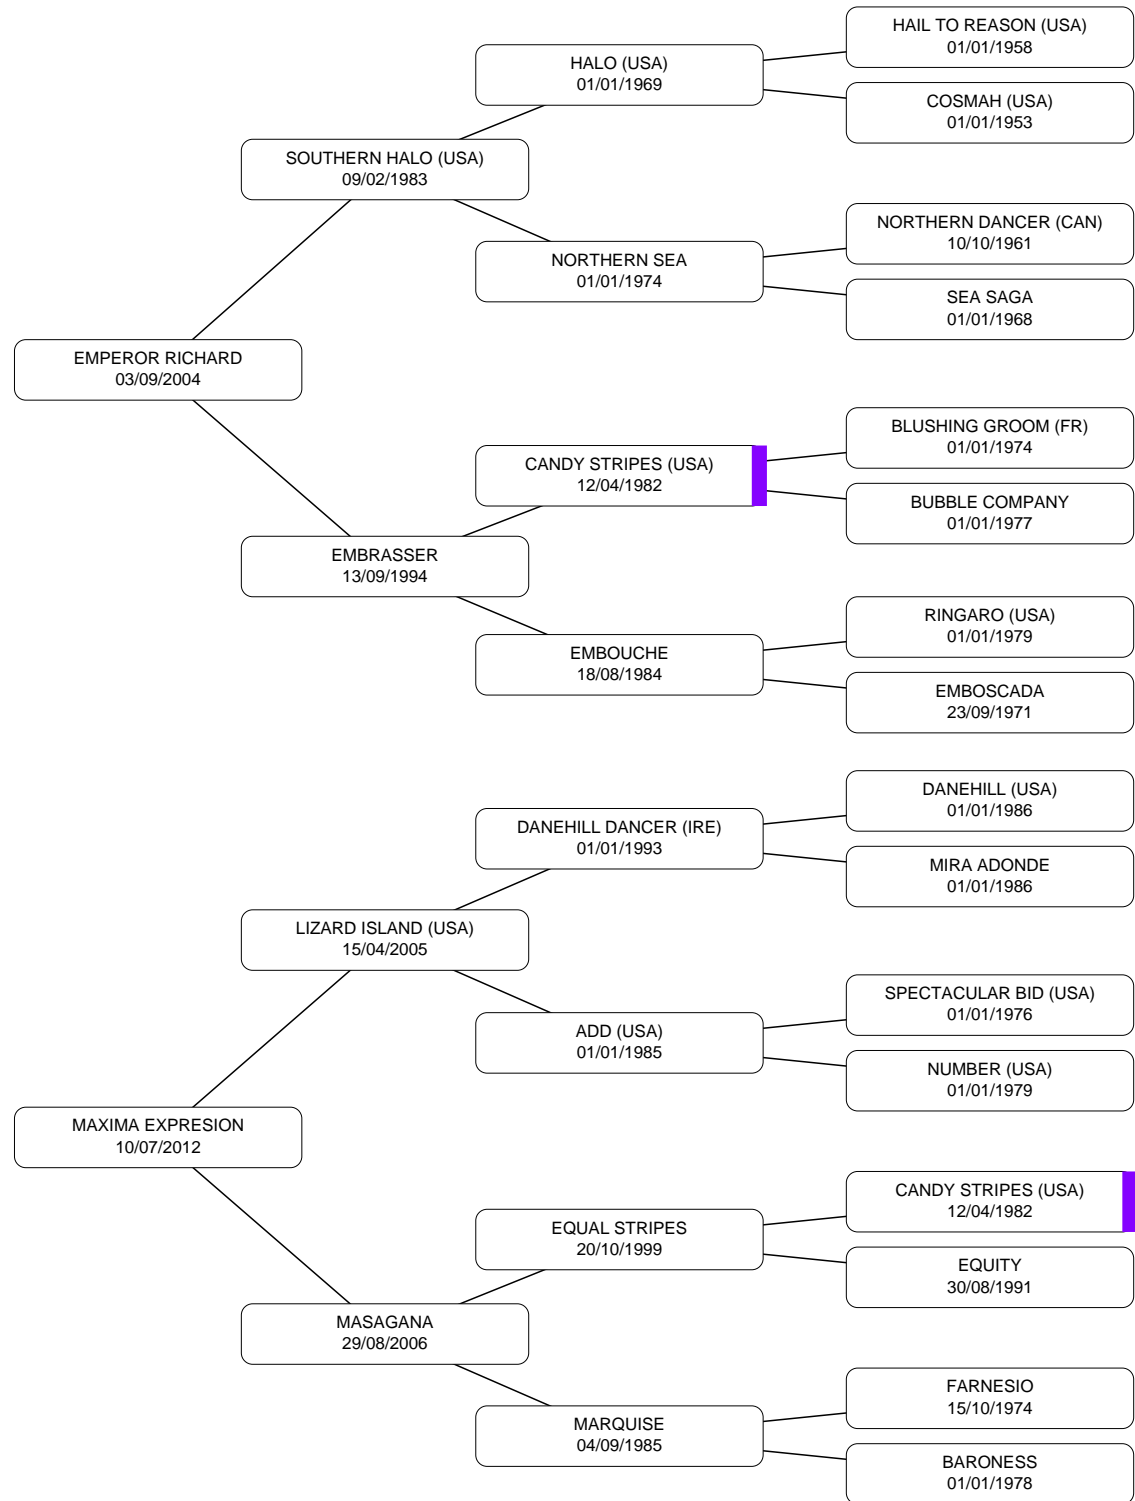 HAIL TO REASON (USA)
01/01/1958
HALO (USA)
01/01/1969
COSMAH (USA)
01/01/1953
SOUTHERN HALO (USA)
09/02/1983
NORTHERN DANCER (CAN)
10/10/1961
NORTHERN SEA
01/01/1974
SEA SAGA
01/01/1968
EMPEROR RICHARD
03/09/2004
BLUSHING GROOM (FR)
01/01/1974
CANDY STRIPES (USA)
12/04/1982
BUBBLE COMPANY
01/01/1977
EMBRASSER
13/09/1994
RINGARO (USA)
01/01/1979
EMBOUCHE
18/08/1984
EMBOSCADA
23/09/1971
DANEHILL (USA)
01/01/1986
DANEHILL DANCER (IRE)
01/01/1993
MIRA ADONDE
01/01/1986
LIZARD ISLAND (USA)
15/04/2005
SPECTACULAR BID (USA)
01/01/1976
ADD (USA)
01/01/1985
NUMBER (USA)
01/01/1979
MAXIMA EXPRESION
10/07/2012
CANDY STRIPES (USA)
12/04/1982
EQUAL STRIPES
20/10/1999
EQUITY
30/08/1991
MASAGANA
29/08/2006
FARNESIO
15/10/1974
MARQUISE
04/09/1985
BARONESS
01/01/1978